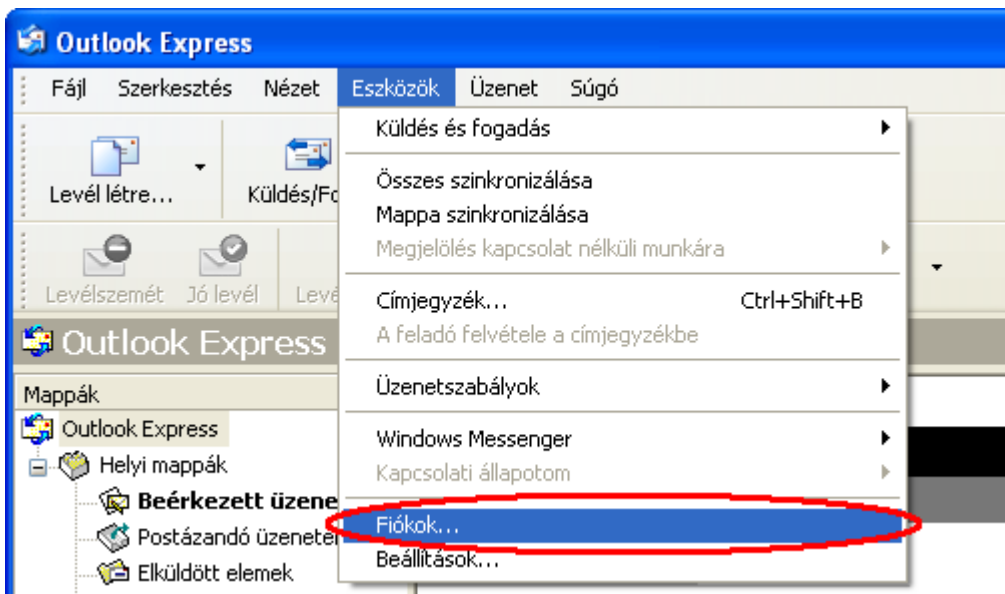 Outlook Express
Fájl Szerkesztés Nézet Eszközök Üzenet Súgó
Levél létre... Küldés/Fo
Levélszemét Jó levél Levé
Outlook Express
Mappák
Outlook Express
Helyi mappák
Beérkezett üzene
Postázandó üzenete
Elküldött elemek
Küldés és fogadás
Összes szinkronizálása
Mappa szinkronizálása
Megjelölés kapcsolat nélküli munkára
Címjegyzék... Ctrl+Shift+B
A feladó felvétele a címjegyzékbe
Üzenetszabályok
Windows Messenger
Kapcsolati állapotom
Fiókok...
Beállítások...